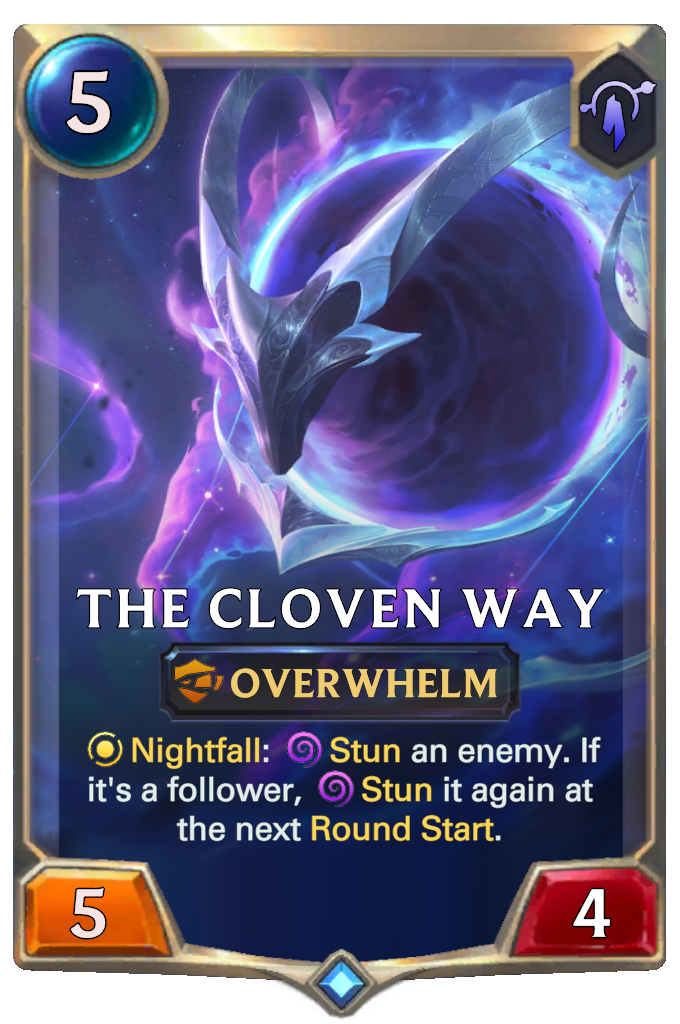 5
THE CLOVEN WAY
OVERWHELM
Nightfall: Stun an enemy. If
it's a follower, Stun it again at
the next Round Start.
5
4